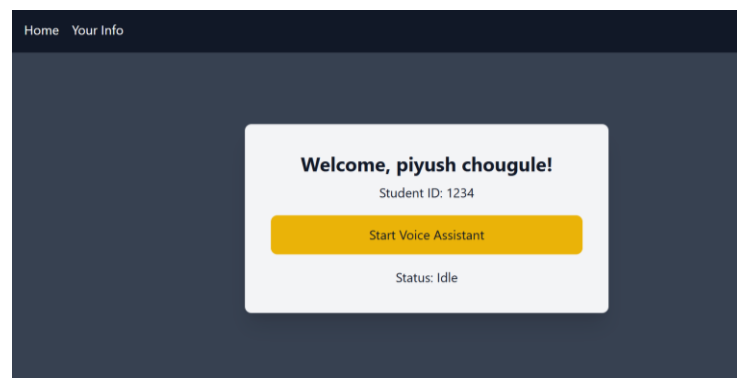 Home Your Info
Welcome, piyush chougule!
Student ID: 1234
Start Voice Assistant
Status: Idle